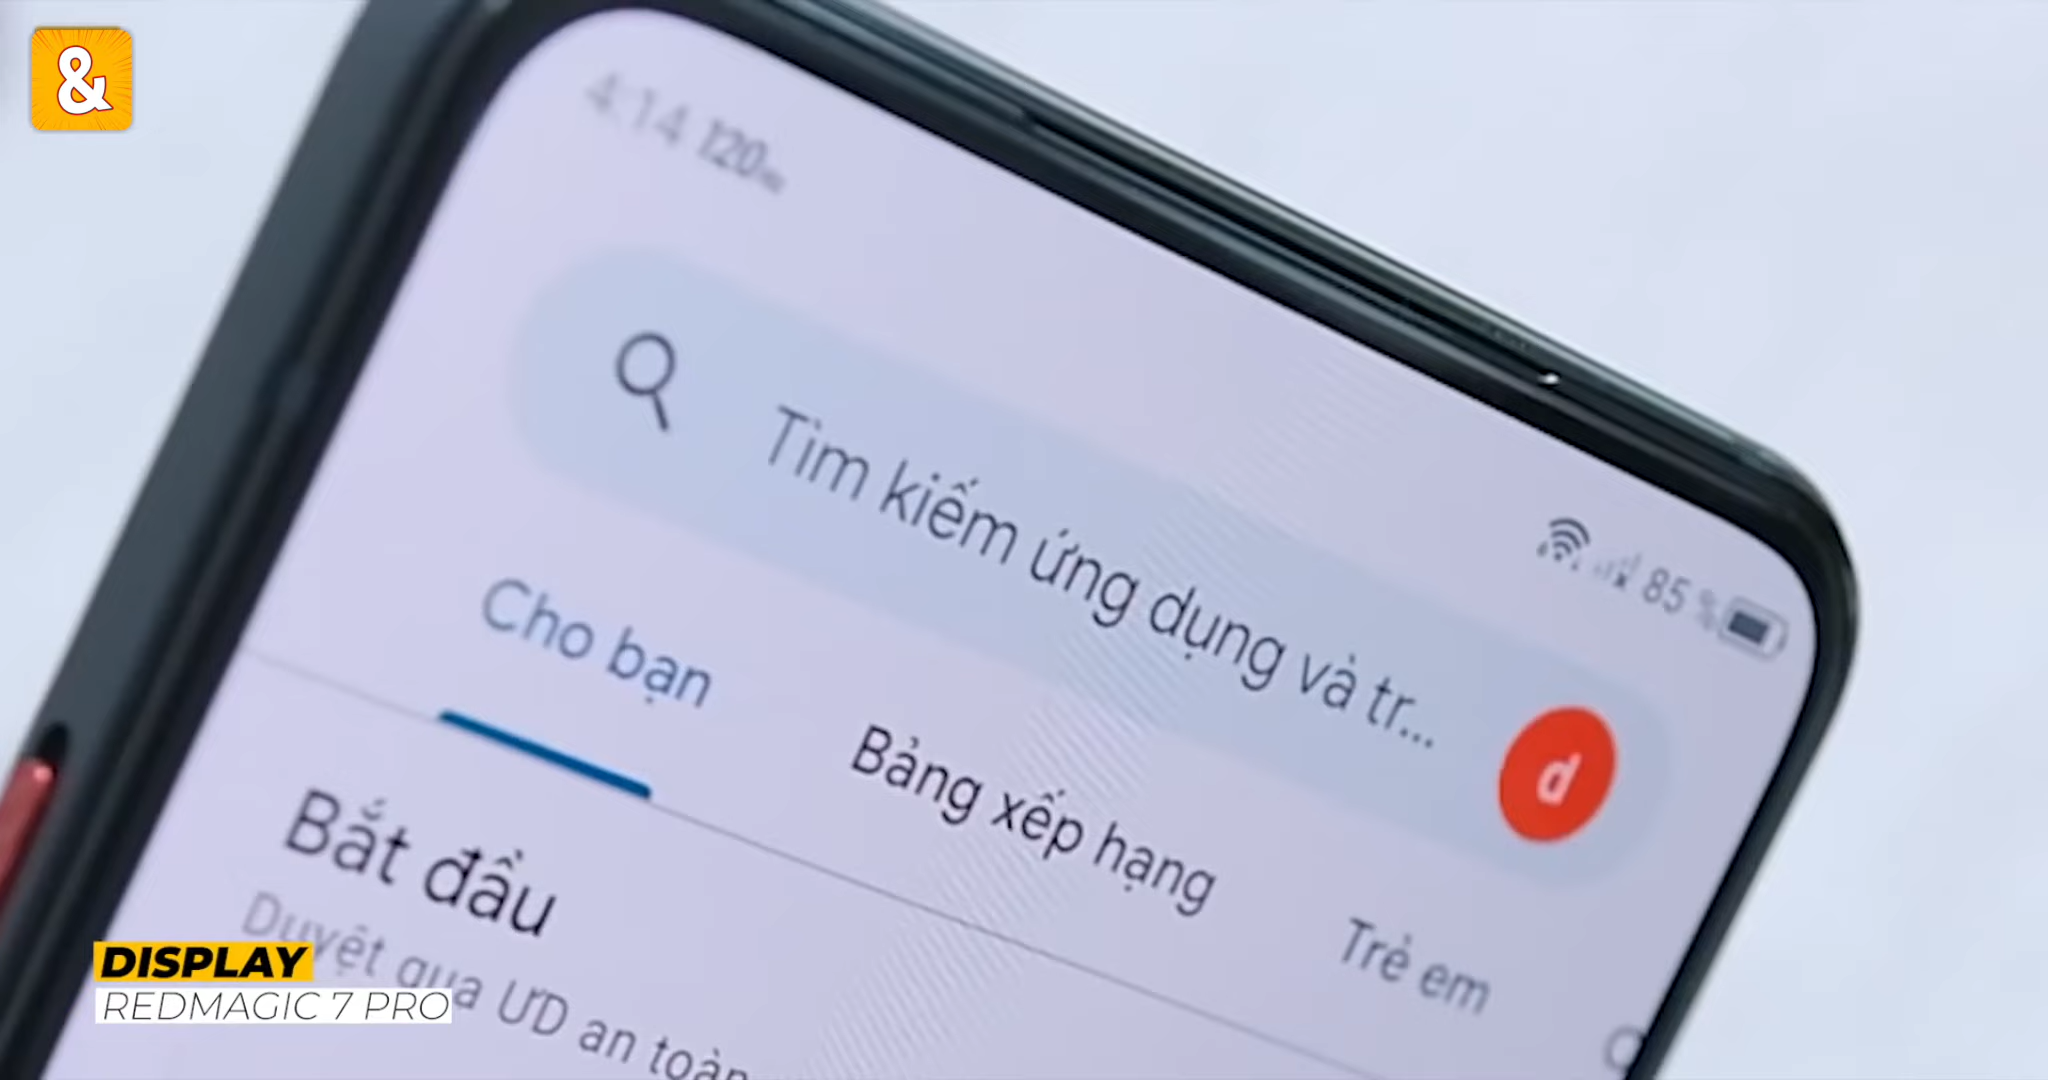 &
4:14 120Hz
85 %
Tìm kiếm ứng dụng và tr...
d
Cho bạn
Bảng xếp hạng
Trẻ em
Bắt đầu
Duyệt qua ƯD an toàn
DISPLAY
REDMAGIC 7 PRO